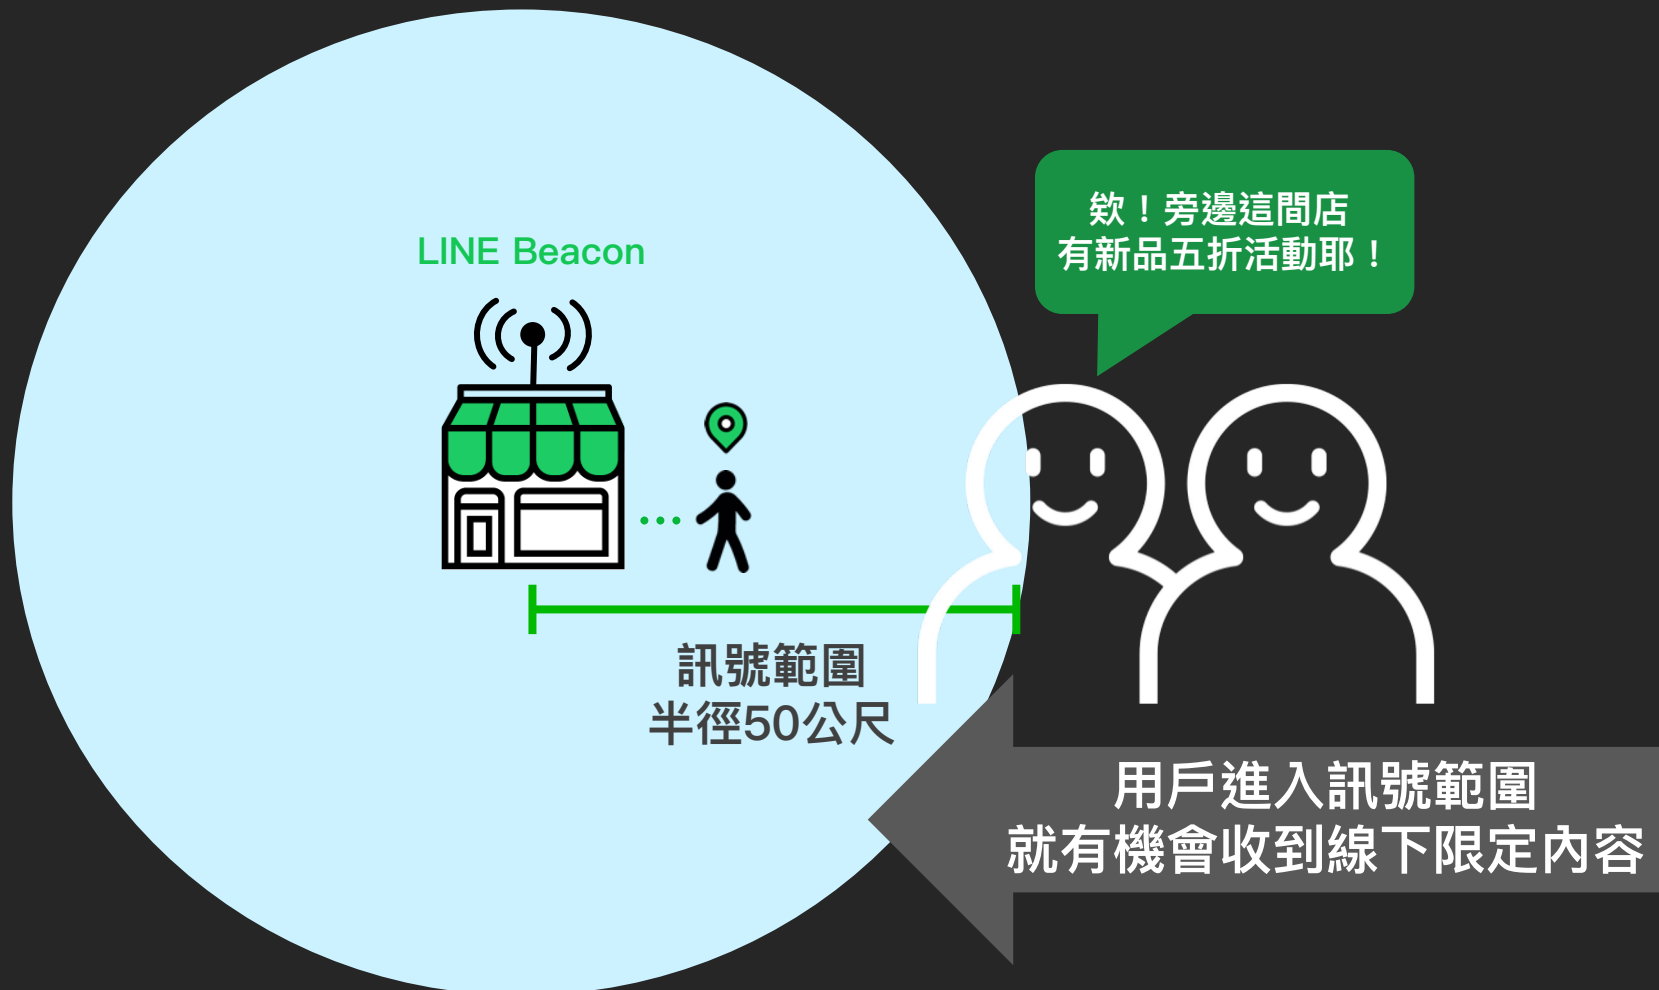 LINE Beacon
欸！旁邊這間店
有新品五折活動耶！
訊號範圍
半徑50公尺
用戶進入訊號範圍
就有機會收到線下限定內容